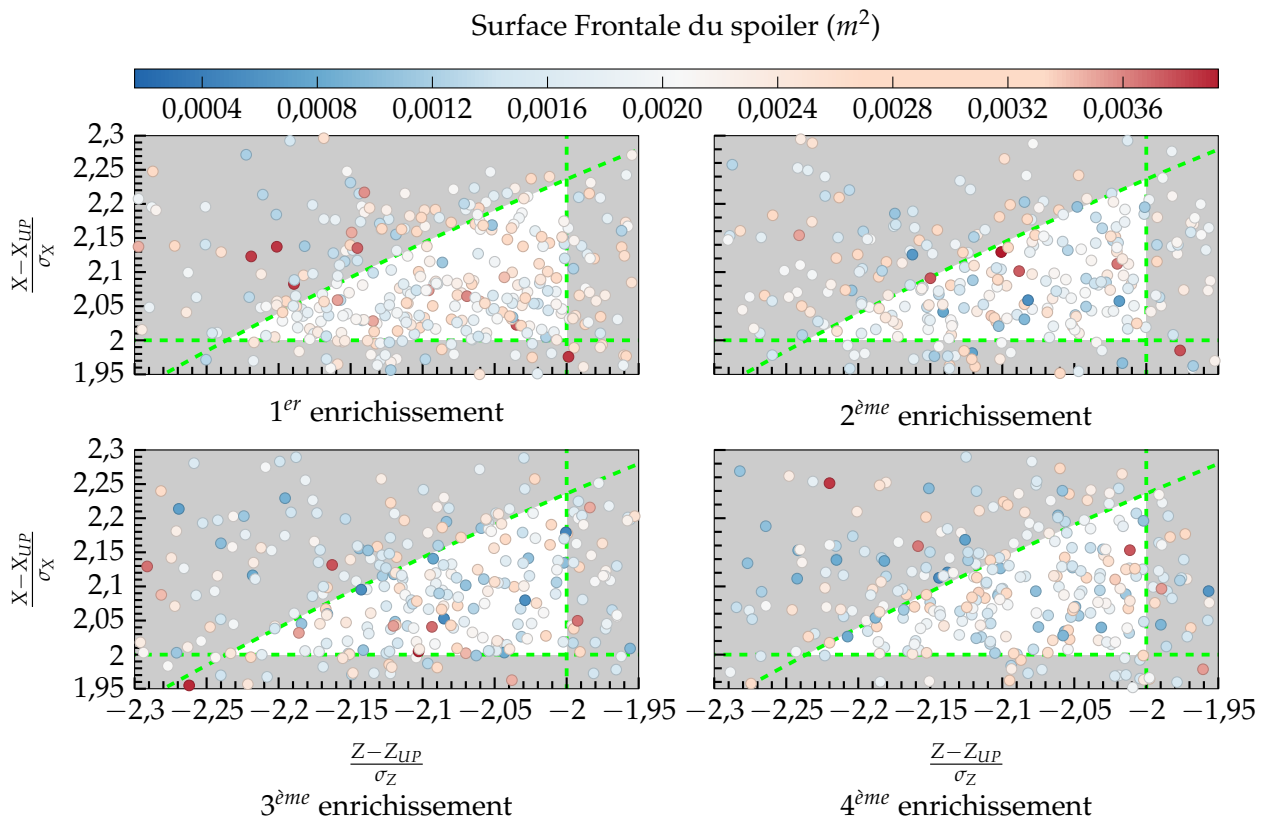 Surface Frontale du spoiler (m²)
0,0004 0,0008 0,0012 0,0016 0,0020 0,0024 0,0028 0,0032 0,0036
2,3
2,25
2,2
2,15
2,1
2,05
2
1,95
X−X_UP
σ_X
1^er enrichissement
2^ème enrichissement
2,3
2,25
2,2
2,15
2,1
2,05
2
1,95
X−X_UP
σ_X
−2,3 −2,25 −2,2 −2,15 −2,1 −2,05 −2 −1,95
−2,3 −2,25 −2,2 −2,15 −2,1 −2,05 −2 −1,95
Z−Z_UP
σ_Z
3^ème enrichissement
Z−Z_UP
σ_Z
4^ème enrichissement